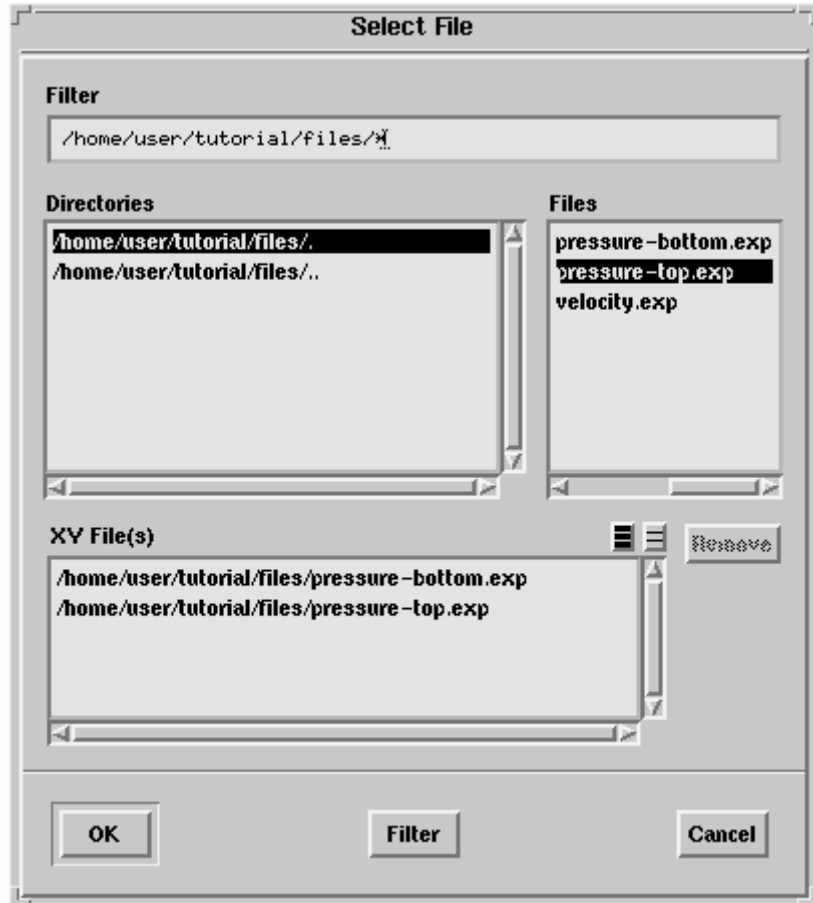 Select File
Filter
/home/user/tutorial/files/*
Directories
/home/user/tutorial/files/.
/home/user/tutorial/files/..
Files
pressure-bottom.exp
pressure-top.exp
velocity.exp
XY File(s)
Remove
/home/user/tutorial/files/pressure-bottom.exp
/home/user/tutorial/files/pressure-top.exp
OK
Filter
Cancel